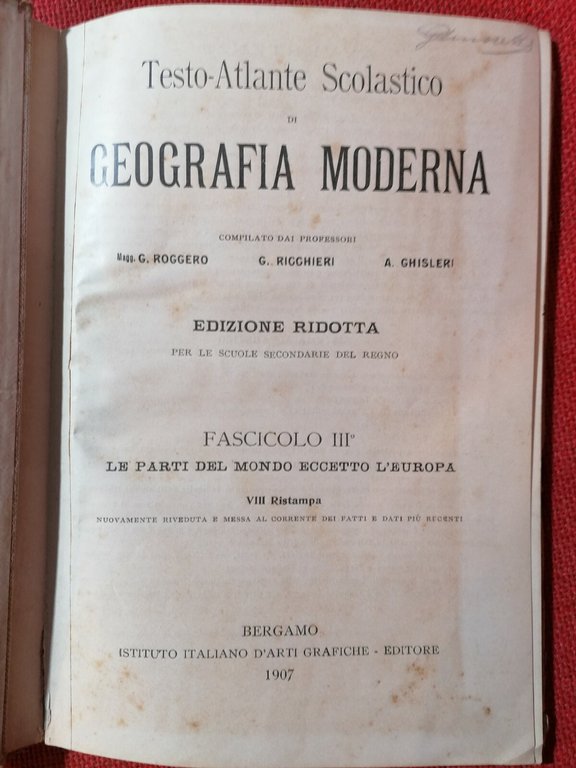 Testo-Atlante Scolastico
DI
GEOGRAFIA MODERNA
COMPILATO DAI PROFESSORI
Magg. G. ROGGERO G. RICCHIERI A. GHISLERI
EDIZIONE RIDOTTA
PER LE SCUOLE SECONDARIE DEL REGNO
FASCICOLO III°
LE PARTI DEL MONDO ECCETTO L'EUROPA
VIII Ristampa
NUOVAMENTE RIVEDUTA E MESSA AL CORRENTE DEI FATTI E DATI PIÙ RECENTI
BERGAMO
ISTITUTO ITALIANO D'ARTI GRAFICHE - EDITORE
1907